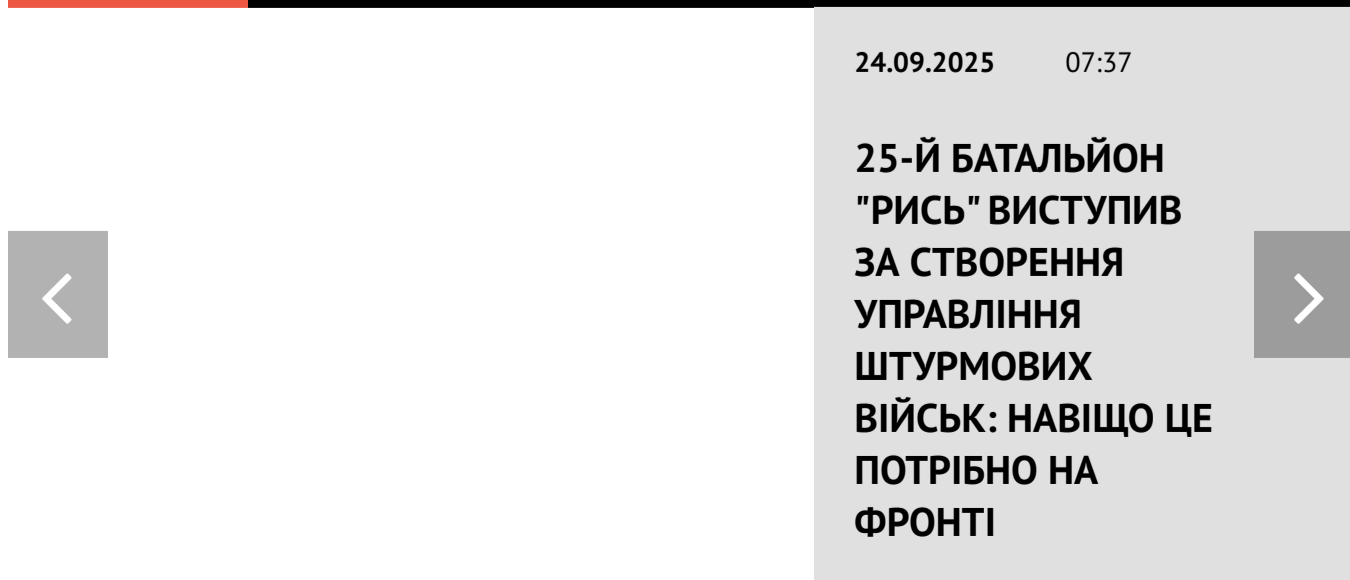 24.09.2025 07:37
25-Й БАТАЛЬЙОН
"РИСЬ" ВИСТУПИВ
ЗА СТВОРЕННЯ
УПРАВЛІННЯ
ШТУРМОВИХ
ВІЙСЬК: НАВІЩО ЦЕ
ПОТРІБНО НА
ФРОНТІ